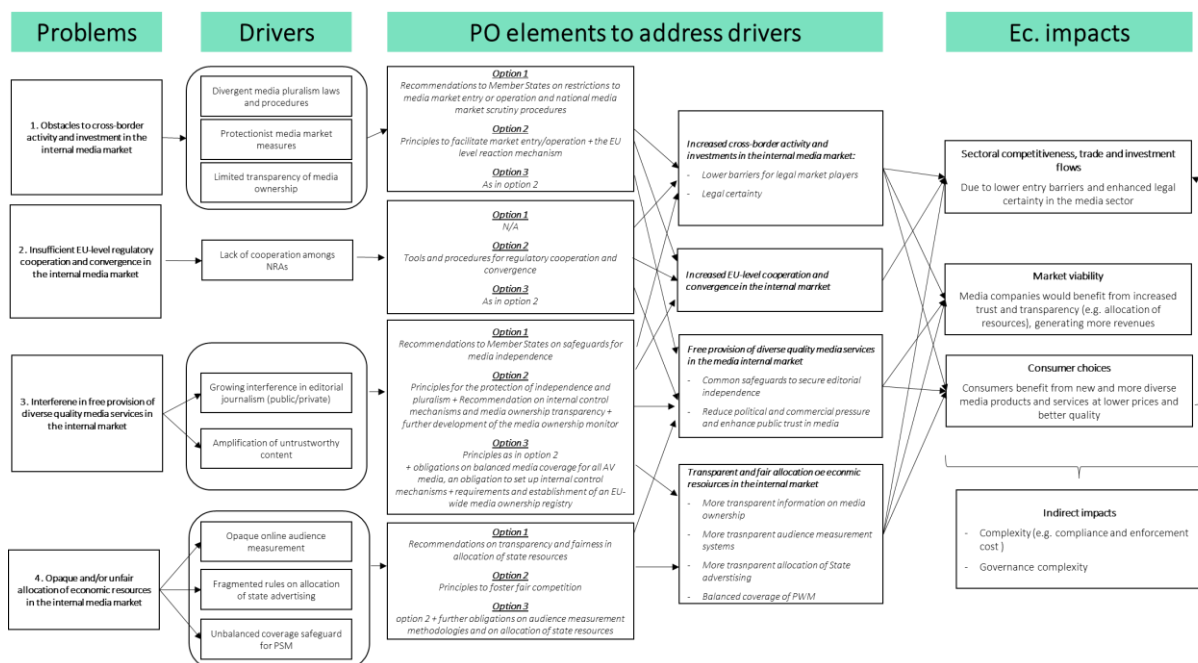 Problems
Drivers
PO elements to address drivers
Ec. impacts
1. Obstacles to cross-border
activity and investment in the
internal media market
Divergent media pluralism laws
and procedures
Protectionist media market
measures
Limited transparency of media
ownership
Option 1
Recommendations to Member States on restrictions to
media market entry or operation and national media
market scrutiny procedures
Option 2
Principles to facilitate market entry/operation + the EU
level reaction mechanism
Option 3
As in option 2
Increased cross-border activity and
investments in the internal media market:
- Lower barriers for legal market players
- Legal certainty
Sectoral competitiveness, trade and investment
flows
Due to lower entry barriers and enhanced legal
certainty in the media sector
2. Insufficient EU-level regulatory
cooperation and convergence in
the internal media market
Lack of cooperation amongs
NRAs
Option 1
N/A
Option 2
Tools and procedures for regulatory cooperation and
convergence
Option 3
As in option 2
Increased EU-level cooperation and
convergence in the internal marrket
Market viability
Media companies would benefit from increased
trust and transparency (e.g. allocation of
resources), generating more revenues
3. Interference in free provision of
diverse quality media services in
the internal market
Growing interference in editorial
journalism (public/private)
Amplification of untrustworthy
content
Option 1
Recommendations to Member States on safeguards for
media independence
Option 2
Principles for the protection of independence and
pluralism + Recommendation on internal control
mechanisms and media ownership transparency +
further development of the media ownership monitor
Option 3
Principles as in option 2
+ obligations on balanced media coverage for all AV
media, an obligation to set up internal control
mechanisms + requirements and establishment of an EU-
wide media ownership registry
Free provision of diverse quality media services
in the media internal market
- Common safeguards to secure editorial
independence
- Reduce political and commercial pressure
and enhance public trust in media
Consumer choices
Consumers benefit from new and more diverse
media products and services at lower prices and
better quality
4. Opaque and/or unfair
allocation of economic resources
in the internal media market
Opaque online audience
measurement
Fragmented rules on allocation
of state advertising
Unbalanced coverage safeguard
for PSM
Option 1
Recommendations on transparency and fairness in
allocation of state resources
Option 2
Principles to foster fair competition
Option 3
option 2 + further obligations on audience measurement
methodologies and on allocation of state resources
Transparent and fair allocation oe econmric
resoiurces in the internal market
- More transparent information on media
ownership
- More trasnparent audience measurement
systems
- More trasnparent allocation of State
advertising
- Balanced coverage of PWM
Indirect impacts
- Complexity (e.g. compliance and enforcement
cost )
- Governance complexity